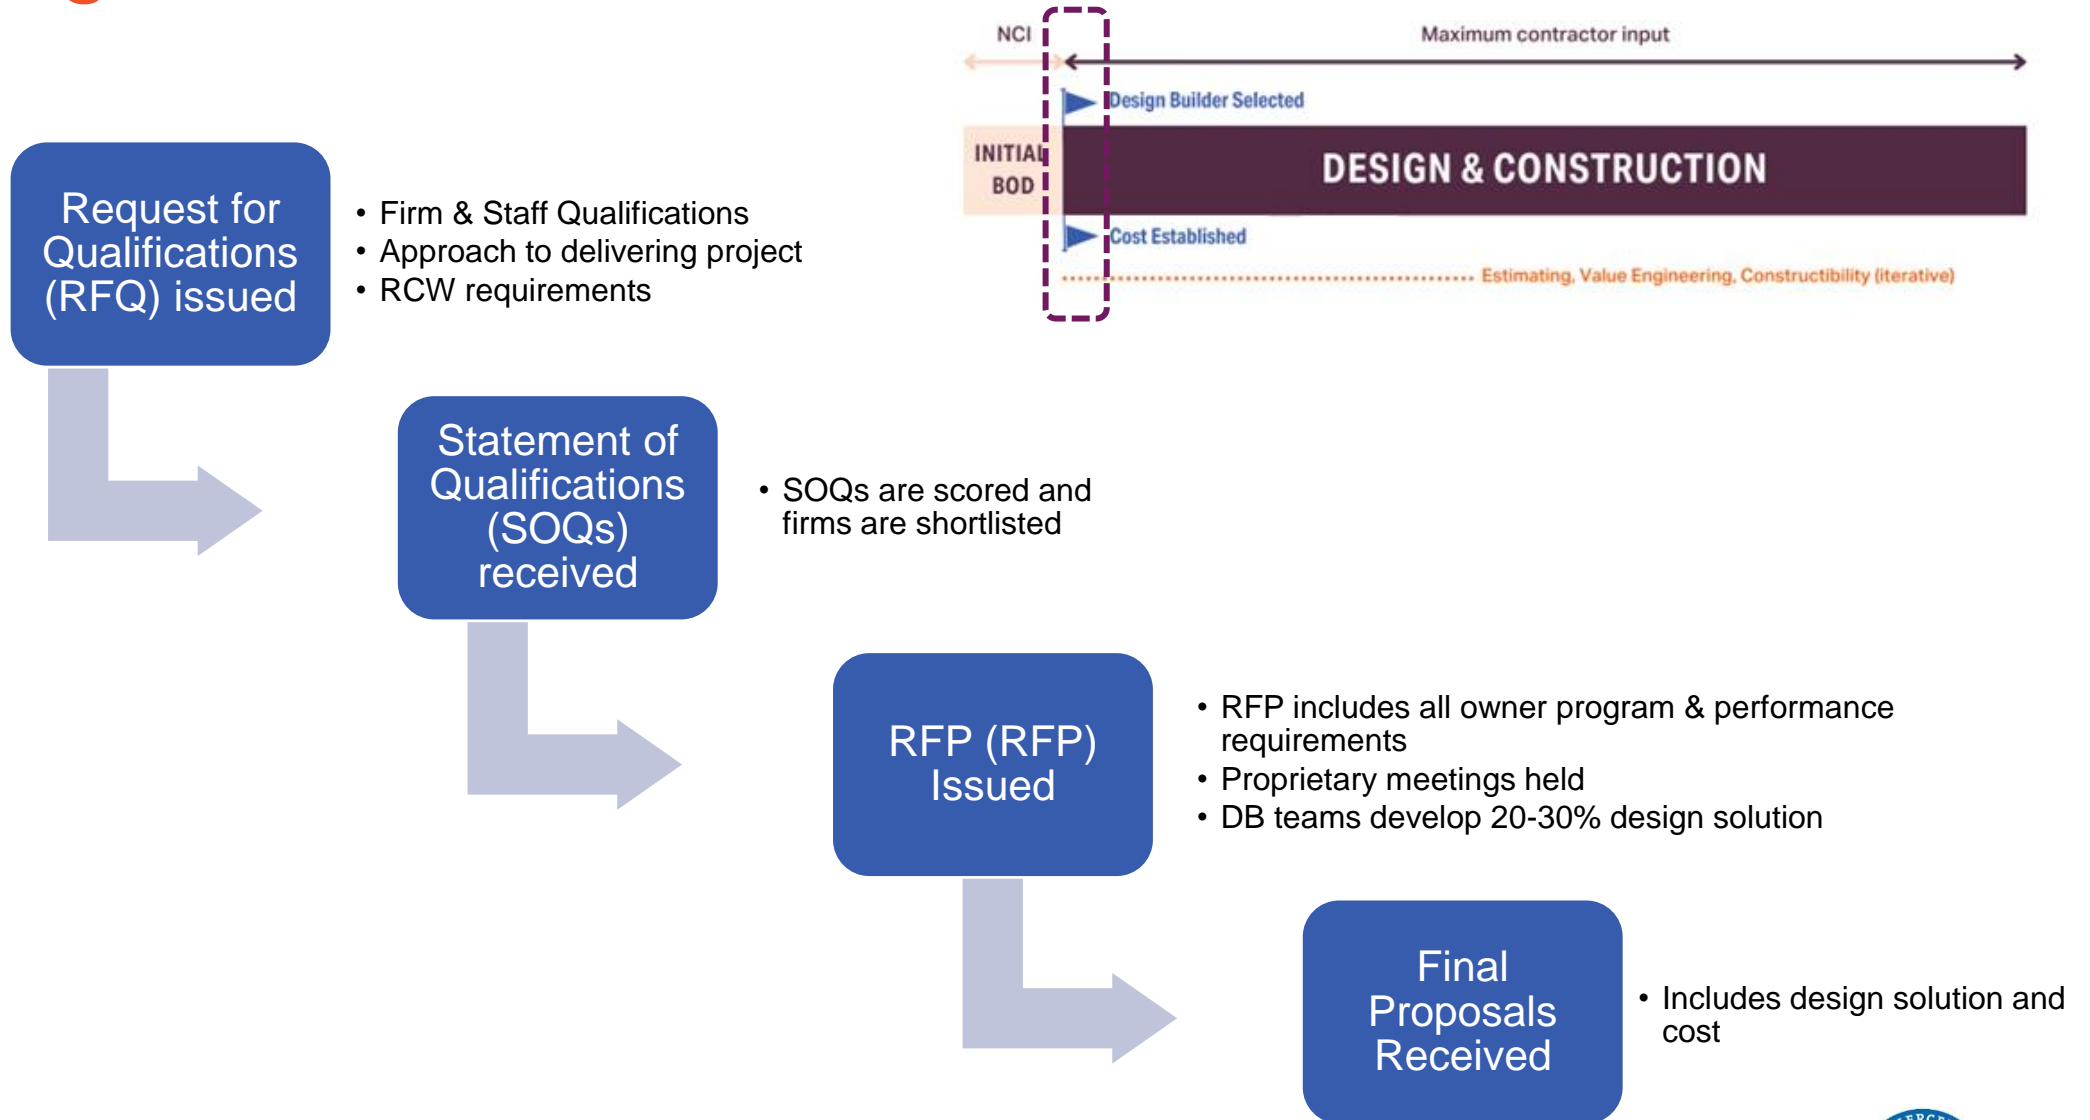 NCI
Maximum contractor input
Design Builder Selected
INITIAL
BOD
DESIGN & CONSTRUCTION
Cost Established
Estimating, Value Engineering, Constructibility (iterative)
Request for
Qualifications
(RFQ) issued
• Firm & Staff Qualifications
• Approach to delivering project
• RCW requirements
Statement of
Qualifications
(SOQs)
received
• SOQs are scored and
firms are shortlisted
RFP (RFP)
Issued
• RFP includes all owner program & performance
requirements
• Proprietary meetings held
• DB teams develop 20-30% design solution
Final
Proposals
Received
• Includes design solution and
cost